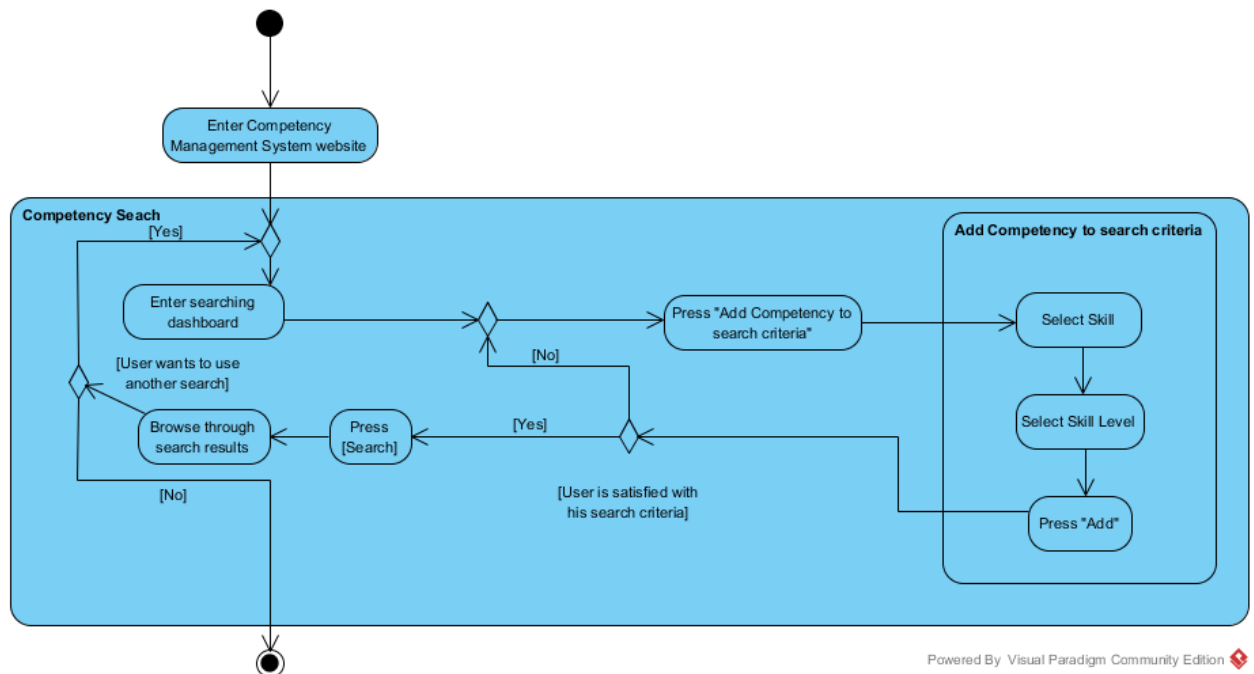 Enter Competency
Management System website
Competency Seach
[Yes]
Add Competency to search criteria
Enter searching
dashboard
Press "Add Competency to
search criteria"
Select Skill
[No]
[User wants to use
another search]
Select Skill Level
Browse through
search results
Press
[Search]
[Yes]
[No]
[User is satisfied with
his search criteria]
Press "Add"
Powered By Visual Paradigm Community Edition